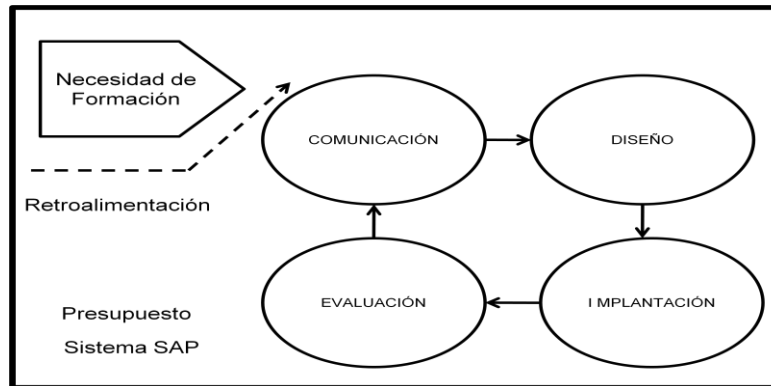 Necesidad de
Formación
COMUNICACIÓN
DISEÑO
Retroalimentación
EVALUACIÓN
I MPLANTACIÓN
Presupuesto
Sistema SAP